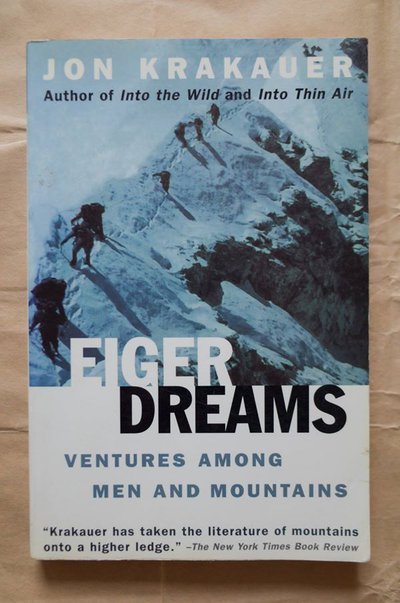 JON KRAKAUER
Author of Into the Wild and Into Thin Air
EIGER
DREAMS
VENTURES AMONG
MEN AND MOUNTAINS
“Krakauer has taken the literature of mountains
onto a higher ledge.” –The New York Times Book Review